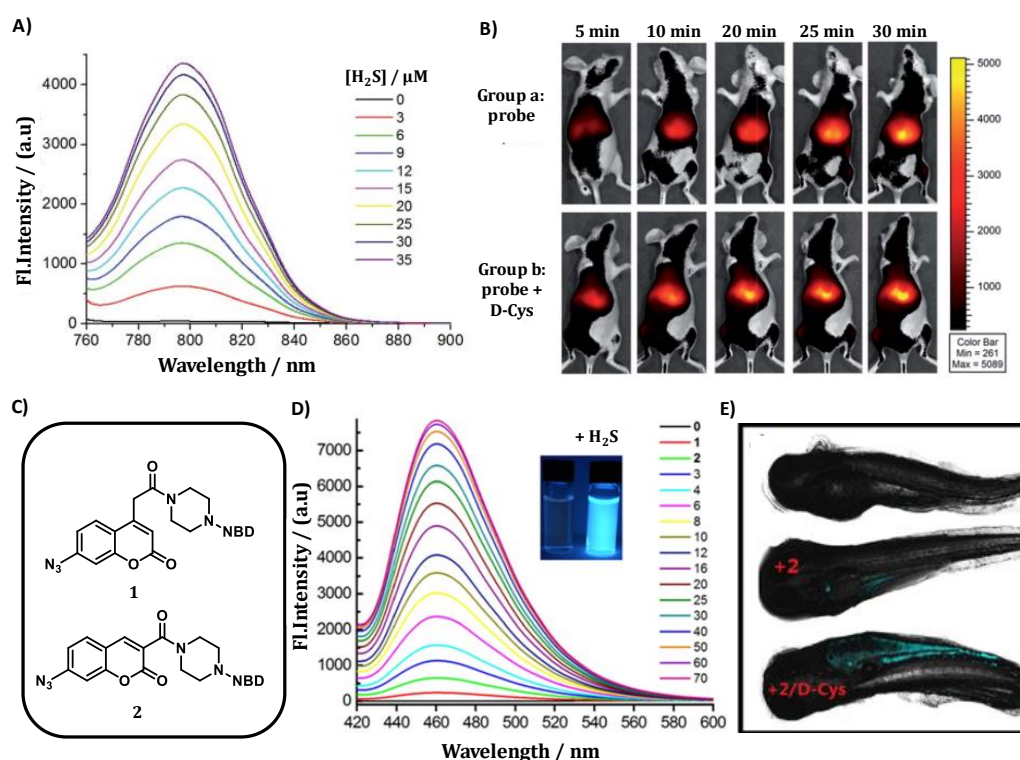 A)
Fl.Intensity / (a.u)
4000
3000
2000
1000
0
760 780 800 820 840 860 880 900
Wavelength / nm
[H₂S] / µM
0
3
6
9
12
15
20
25
30
35
B)
5 min 10 min 20 min 25 min 30 min
Group a:
probe
Group b:
probe +
D-Cys
5000
4000
3000
2000
1000
Color Bar
Min = 261
Max = 5089
C)
O
N
N
NBD
N₃
O
O
1
O
N
N
NBD
N₃
O
O
2
D)
Fl.Intensity / (a.u)
7000
6000
5000
4000
3000
2000
1000
0
420 440 460 480 500 520 540 560 580 600
Wavelength / nm
+ H₂S
0
1
2
3
4
6
8
10
12
16
20
25
30
40
50
60
70
E)
+2
+2/D-Cys